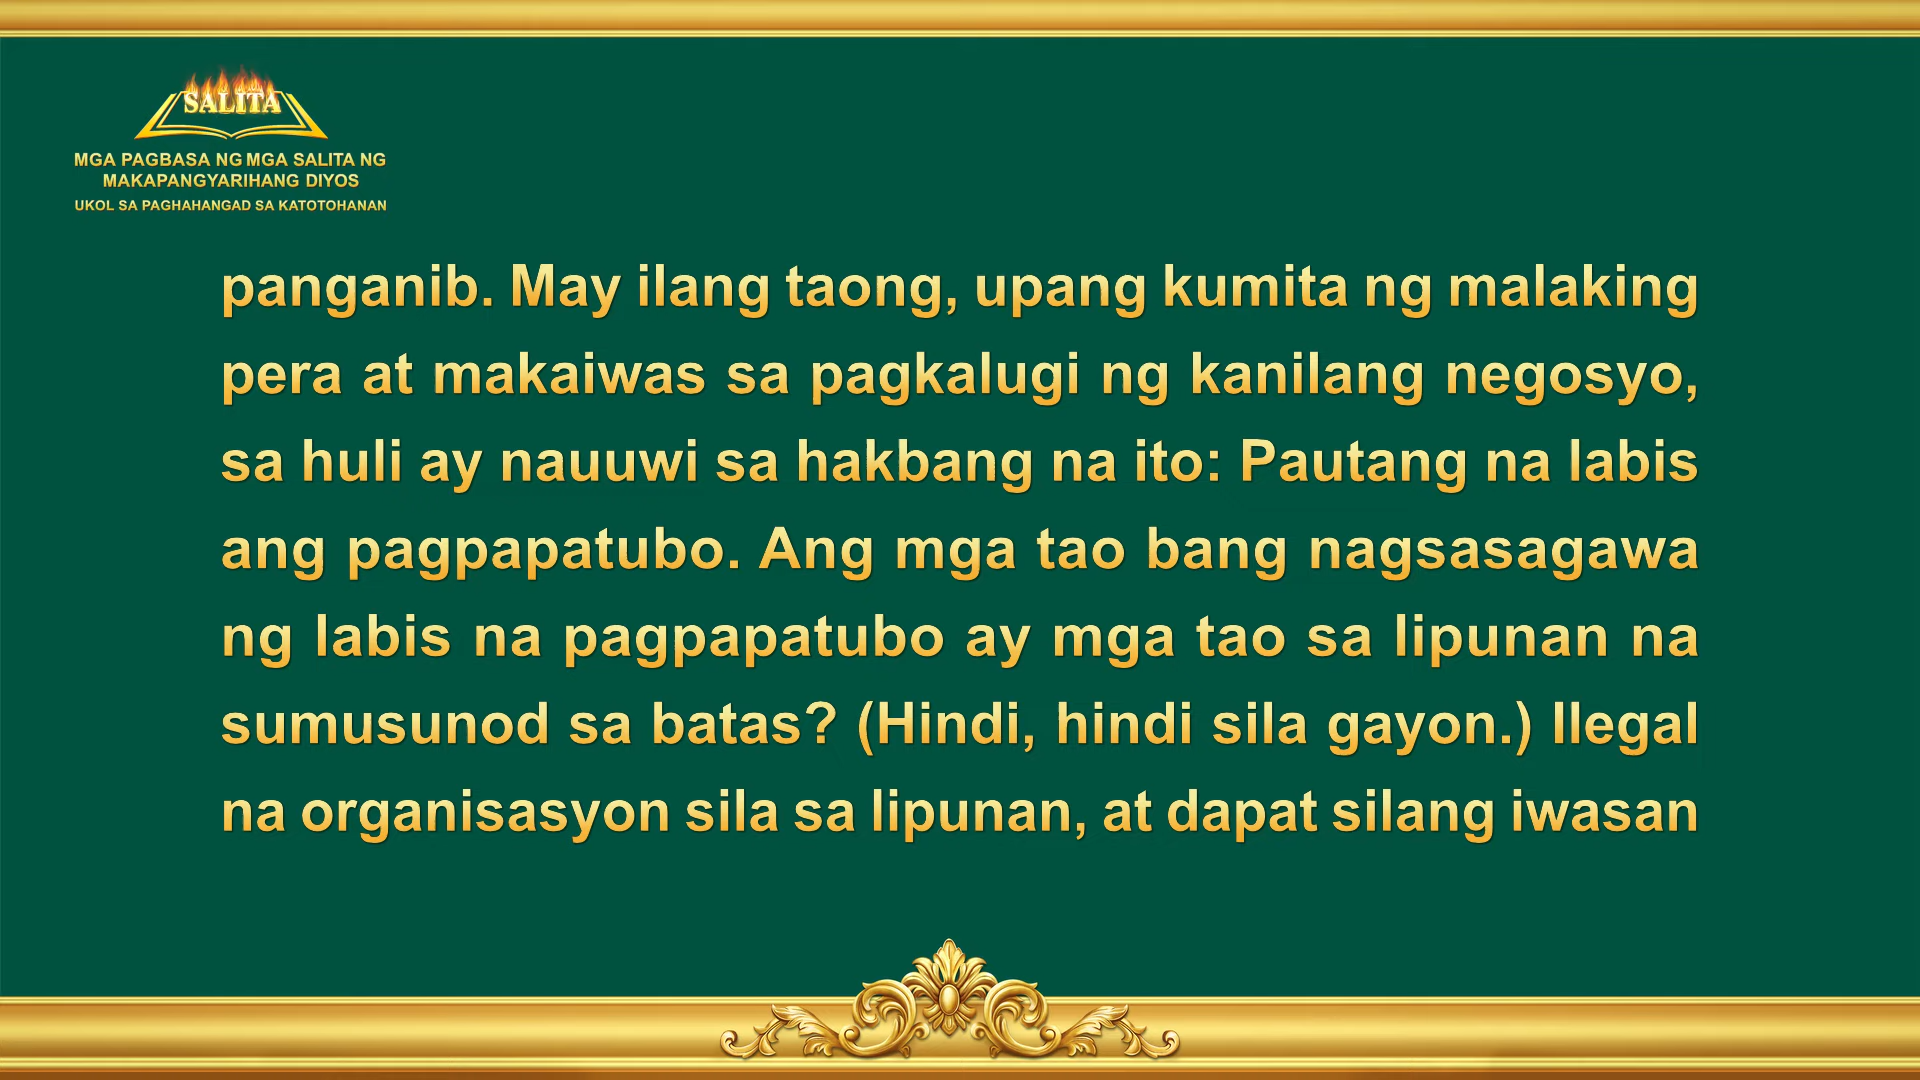 SALITA
MGA PAGBASA NG MGA SALITA NG
MAKAPANGYARIHANG DIYOS
UKOL SA PAGHAHANGAD SA KATOTOHANAN
panganib. May ilang taong, upang kumita ng malaking
pera at makaiwas sa pagkalugi ng kanilang negosyo,
sa huli ay nauuwi sa hakbang na ito: Pautang na labis
ang pagpapatubo. Ang mga tao bang nagsasagawa
ng labis na pagpapatubo ay mga tao sa lipunan na
sumusunod sa batas? (Hindi, hindi sila gayon.) Ilegal
na organisasyon sila sa lipunan, at dapat silang iwasan